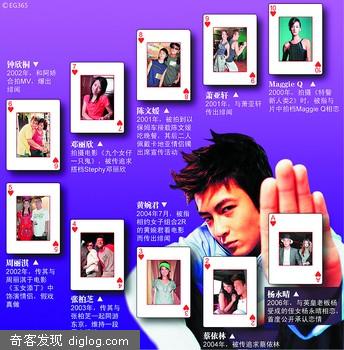 ©EG365
钟欣桐▼
2002年，和阿娇
合拍MV，爆出
绯闻
邓丽欣▲
拍摄电影《九个女仔
一只鬼》，被传追求
搭档Stephy邓丽欣
陈文媛▲
2001年，被拍到以
保姆车接载陈文媛
吃晚餐，其后二人
佩戴卡地亚情侣镯
出席宣传活动
萧亚轩▲
2001年，与萧亚轩
传出绯闻
Maggie Q▲
2000年，拍摄《特警
新人类2》时，被指与
片中拍档Maggie Q相恋
周丽淇▲
2002年，传其与
周丽淇于电影
《玉女添丁》中
饰演情侣，假戏
真做
张柏芝▲
2003年，传其与
张柏芝一起同游
东京，维持一段
黄婉君▼
2004年7月，被指
相约女子组合2R
的黄婉君看电影
而传出绯闻
蔡依林▲
2004年，被传追求蔡依林
杨永晴▲
2006年，与英皇老板杨
受成的侄女杨永晴相恋，
首度公开承认恋情
奇客发现 digglog.com